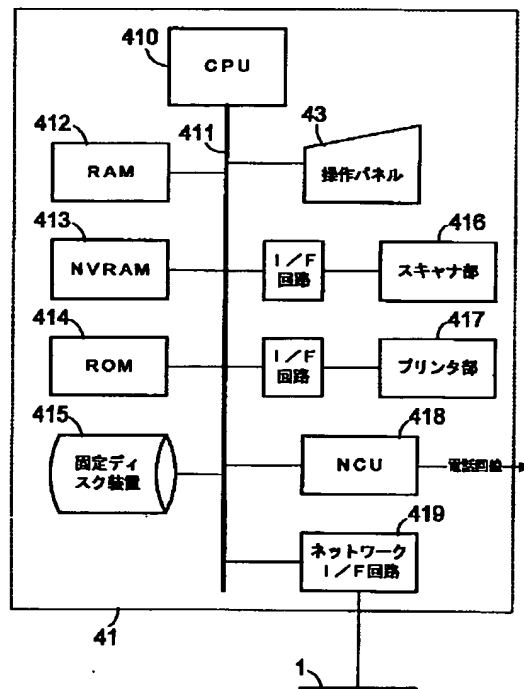 410
CPU
411
412
RAM
43
操作パネル
413
NVRAM
I/F
回路
416
スキャナ部
414
ROM
I/F
回路
417
プリンタ部
415
固定ディ
スク装置
418
NCU
電話回線
419
ネットワーク
I/F回路
41
1